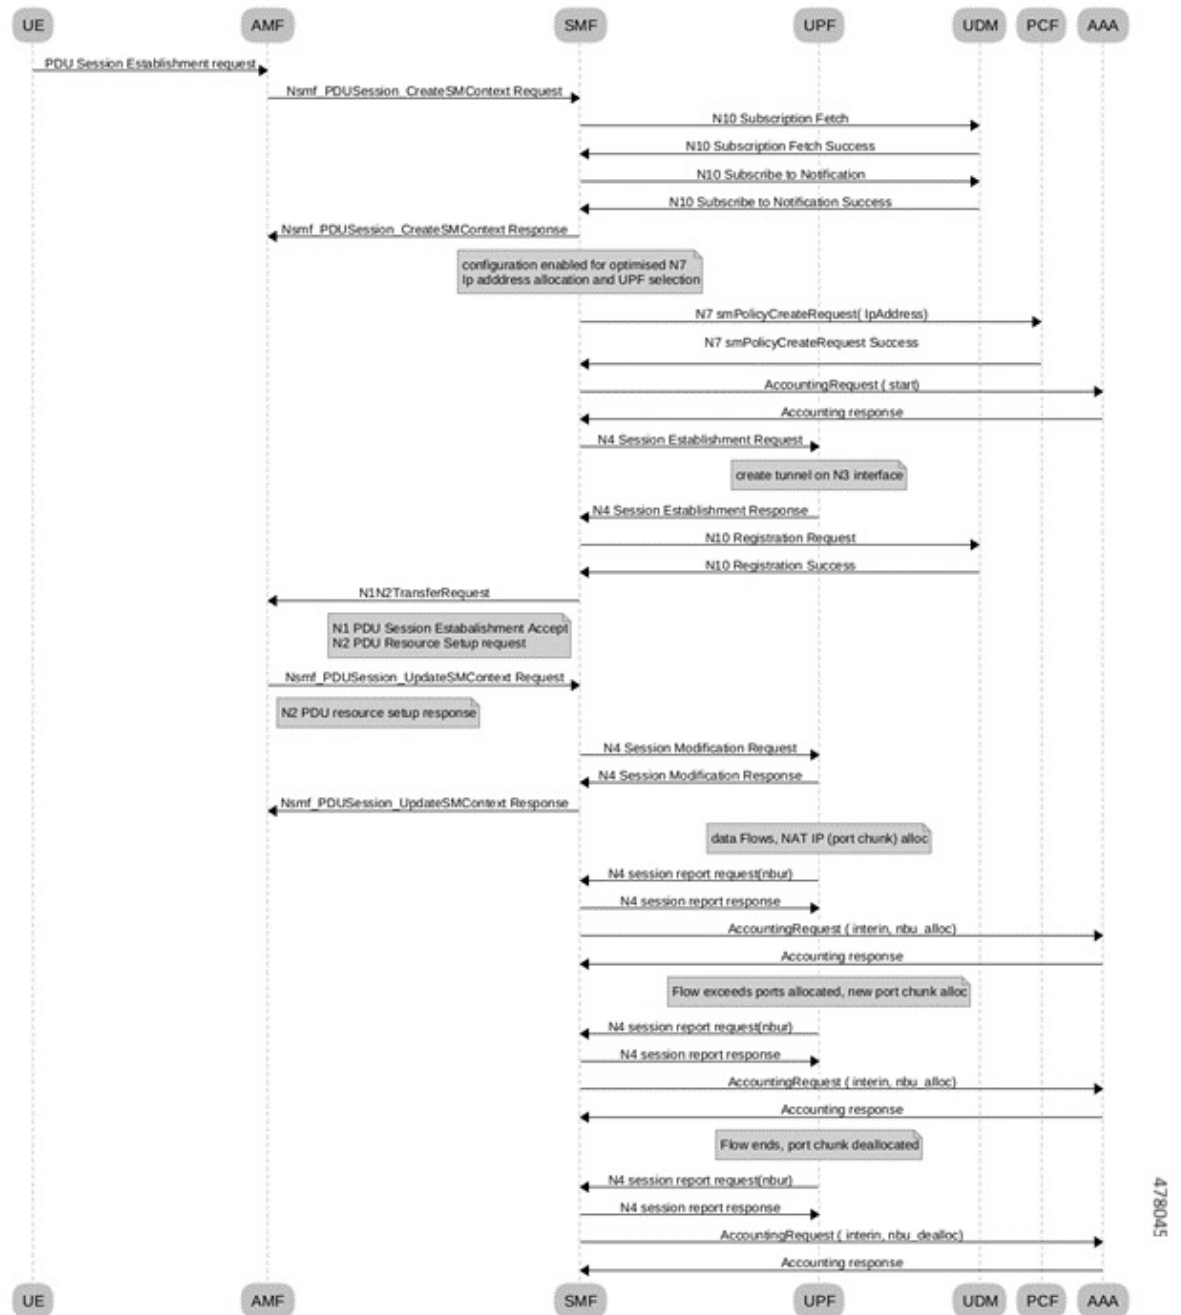 UE AMF SMF UPF UDM PCF AAA
PDU Session Establishment request
Nsmf_PDUSession_CreateSMContext Request
N10 Subscription Fetch
N10 Subscription Fetch Success
N10 Subscribe to Notification
N10 Subscribe to Notification Success
Nsmf_PDUSession_CreateSMContext Response
configuration enabled for optimised N7
Ip adddress allocation and UPF selection
N7 smPolicyCreateRequest( IpAddress)
N7 smPolicyCreateRequest Success
AccountingRequest ( start)
Accounting response
N4 Session Establishment Request
create tunnel on N3 interface
N4 Session Establishment Response
N10 Registration Request
N10 Registration Success
N1N2TransferRequest
N1 PDU Session Estabalishment Accept
N2 PDU Resource Setup request
Nsmf_PDUSession_UpdateSMContext Request
N2 PDU resource setup response
N4 Session Modification Request
N4 Session Modification Response
Nsmf_PDUSession_UpdateSMContext Response
data Flows, NAT IP (port chunk) alloc
N4 session report request(nbur)
N4 session report response
AccountingRequest ( interin, nbu_alloc)
Accounting response
Flow exceeds ports allocated, new port chunk alloc
N4 session report request(nbur)
N4 session report response
AccountingRequest ( interin, nbu_alloc)
Accounting response
Flow ends, port chunk deallocated
N4 session report request(nbur)
N4 session report response
AccountingRequest ( interin, nbu_dealloc)
Accounting response
UE AMF SMF UPF UDM PCF AAA
478045